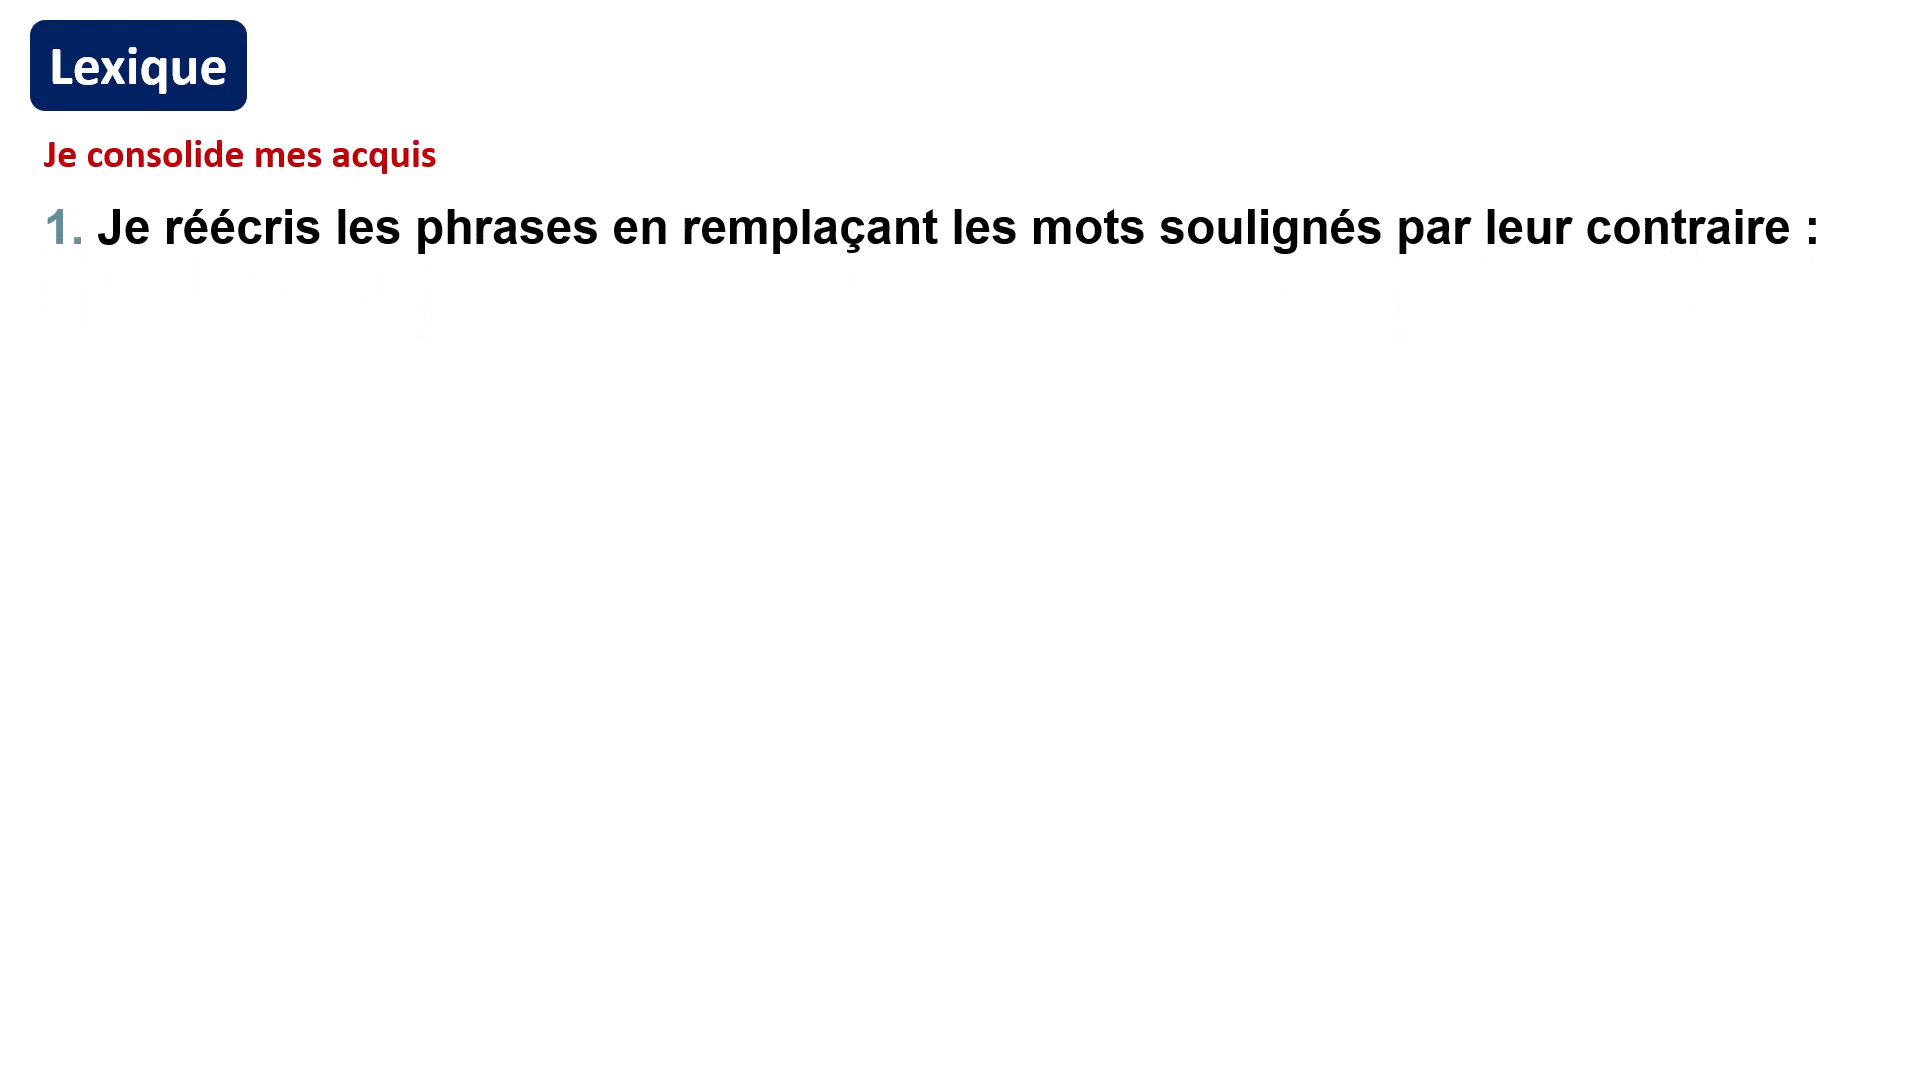 Lexique
Je consolide mes acquis
1. Je réécris les phrases en remplaçant les mots soulignés par leur contraire :